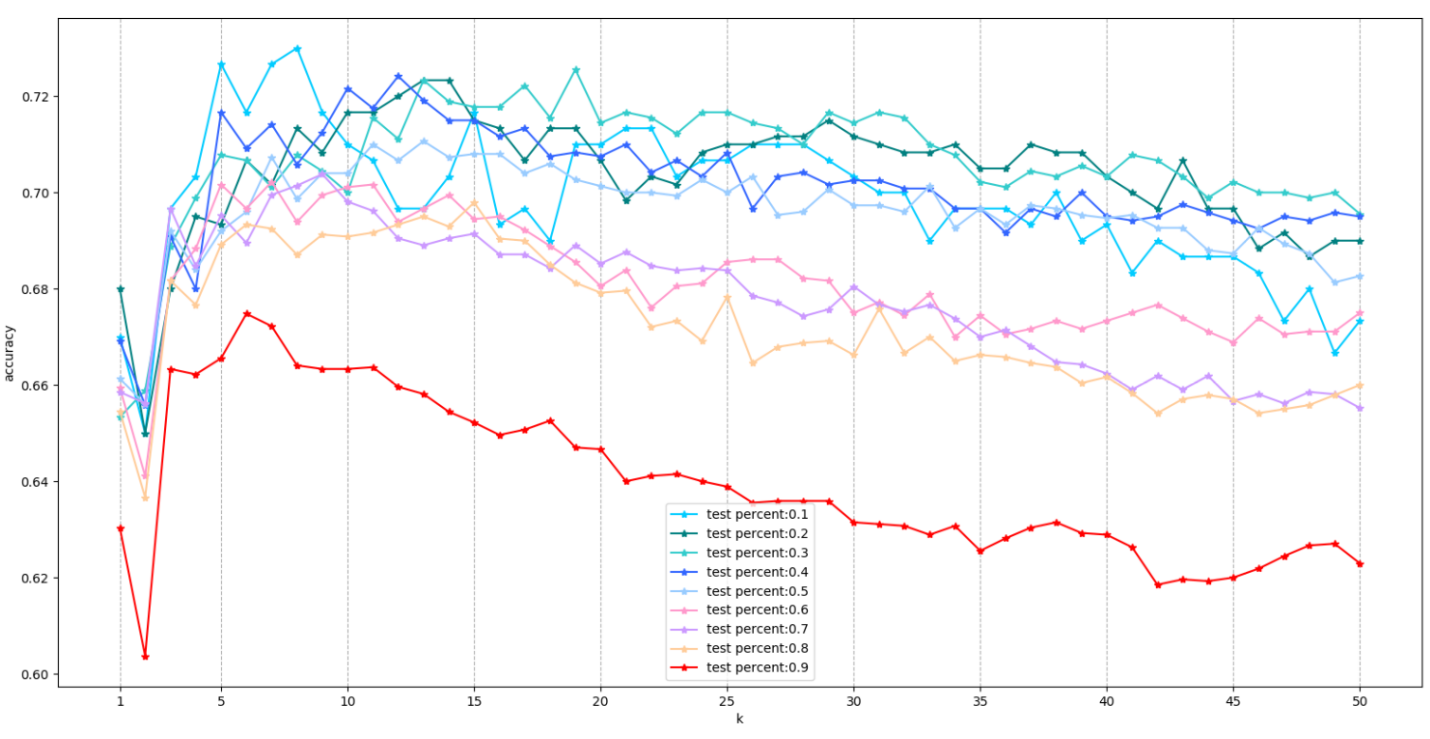 0.72
0.70
0.68
0.66
0.64
0.62
0.60
accuracy
test percent:0.1
test percent:0.2
test percent:0.3
test percent:0.4
test percent:0.5
test percent:0.6
test percent:0.7
test percent:0.8
test percent:0.9
1 5 10 15 20 25 30 35 40 45 50
k